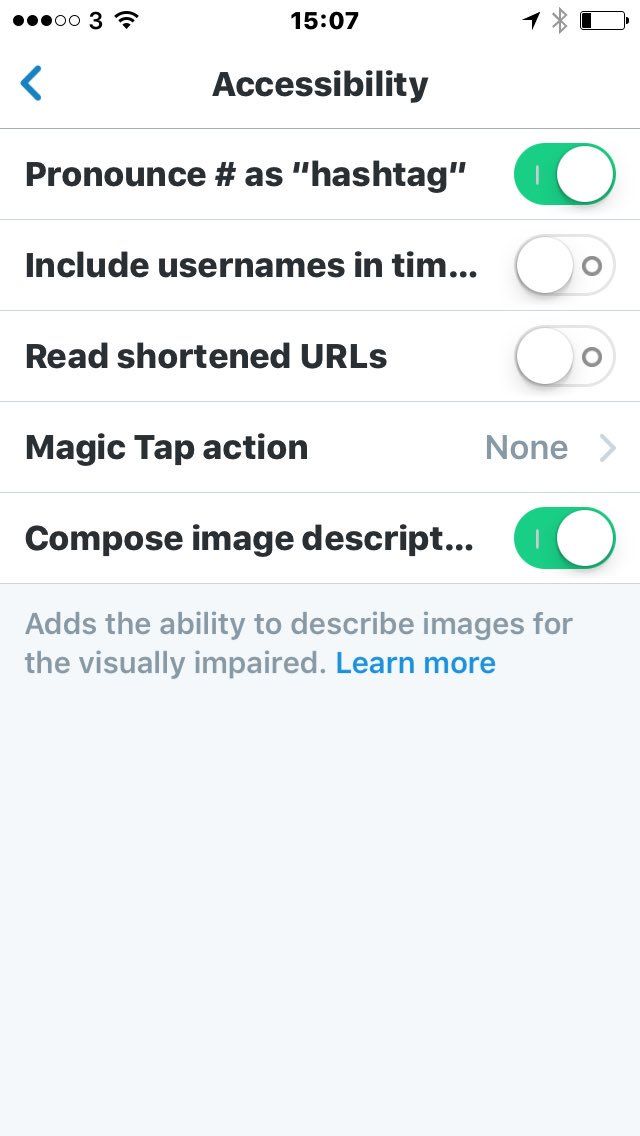 3 15:07
Accessibility
Pronounce # as "hashtag"
Include usernames in tim...
Read shortened URLs
Magic Tap action None
Compose image descript...
Adds the ability to describe images for
the visually impaired. Learn more